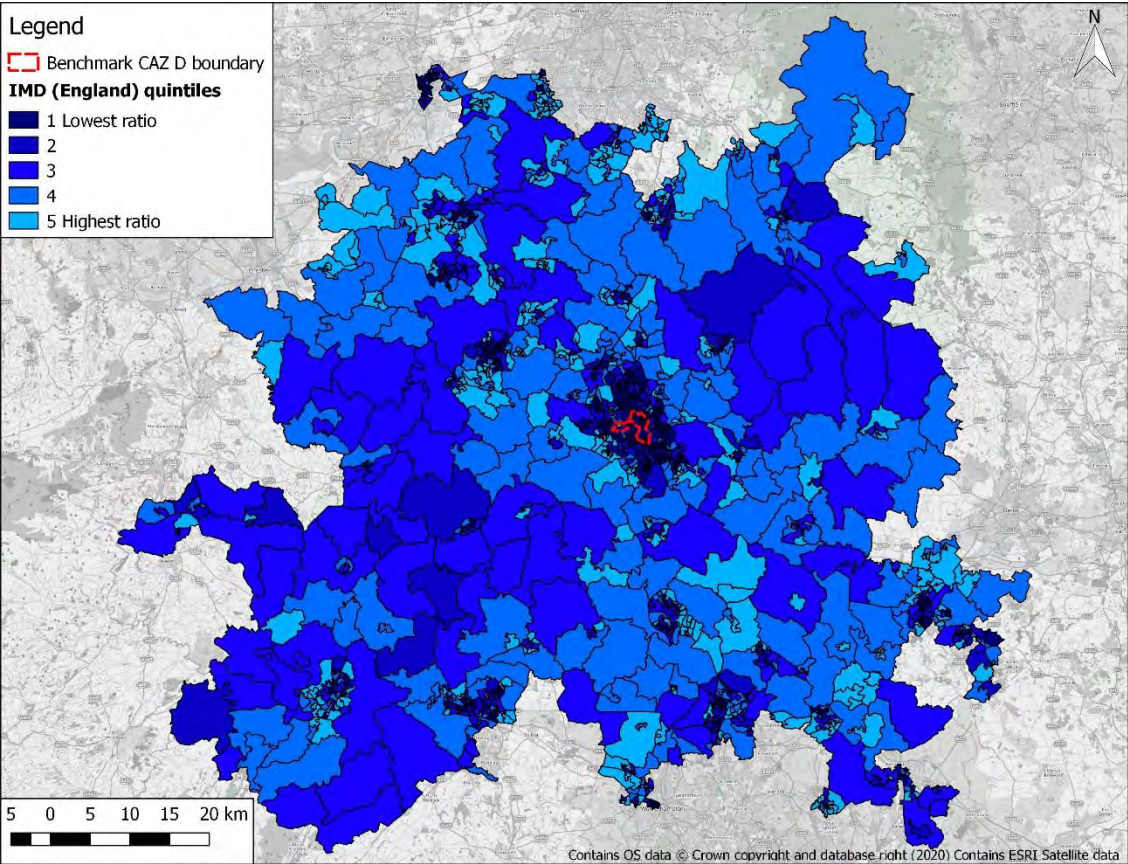 Legend
Benchmark CAZ D boundary
IMD (England) quintiles
1 Lowest ratio
2
3
4
5 Highest ratio
N
5 0 5 10 15 20 km
Contains OS data © Crown copyright and database right (2020) Contains ESRI Satellite data